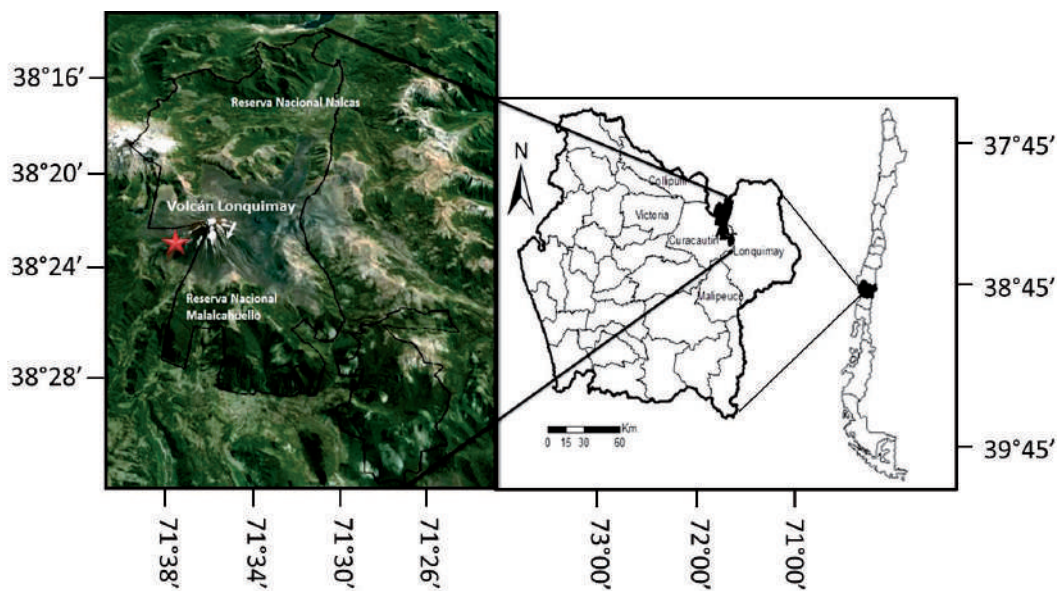 38°16'
38°20'
38°24'
38°28'
Reserva Nacional Nalcas
Volcán Lonquimay
Reserva Nacional
Malalcahuello
71°38'
71°34'
71°30'
71°26'
N
Collipulli
Victoria
Curacautín
Lonquimay
Malipeuco
Km
0 15 30 60
37°45'
38°45'
39°45'
73°00'
72°00'
71°00'